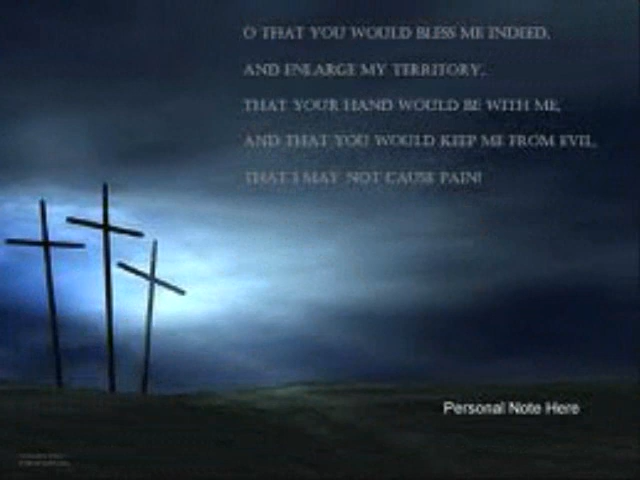 O THAT YOU WOULD BLESS ME INDEED,
AND ENLARGE MY TERRITORY,
THAT YOUR HAND WOULD BE WITH ME,
AND THAT YOU WOULD KEEP ME FROM EVIL,
THAT I MAY NOT CAUSE PAIN!
Personal Note Here